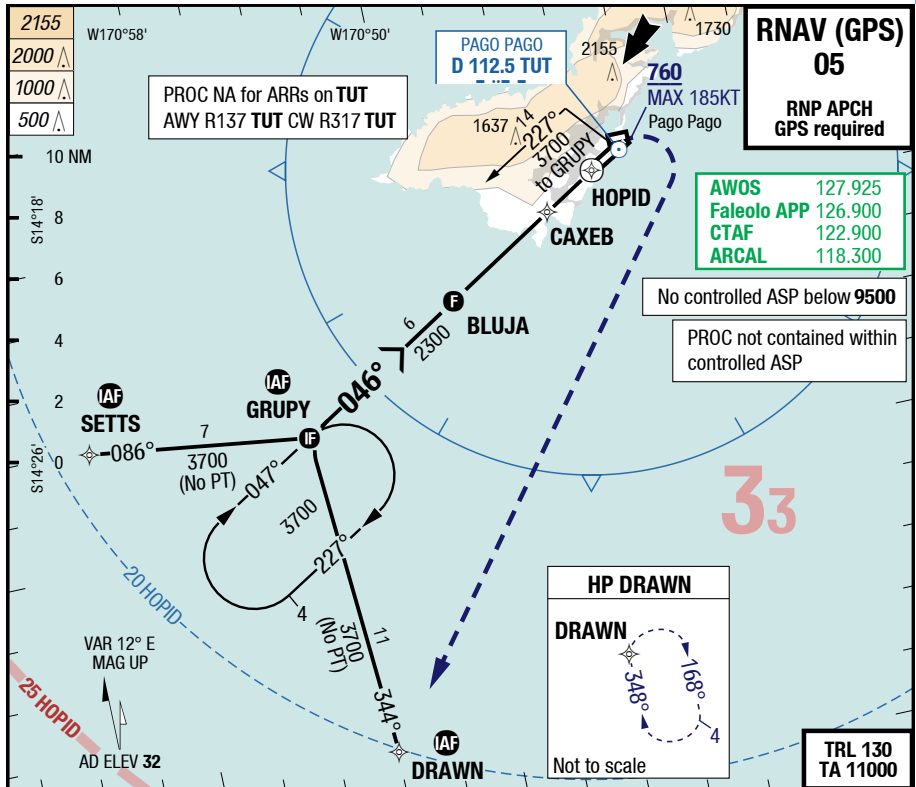 2155
2000
1000
500
W170°58'
W170°50'
PROC NA for ARRs on TUT
AWY R137 TUT CW R317 TUT
PAGO PAGO
D 112.5 TUT
2155
1730
760
MAX 185KT
Pago Pago
RNAV (GPS)
05
RNP APCH
GPS required
1637
14
227°
3700
to GRUPY
10 NM
S14°18'
8
6
4
2
0
S14°26'
HOPID
CAXEB
AWOS 127.925
Faleolo APP 126.900
CTAF 122.900
ARCAL 118.300
No controlled ASP below 9500
PROC not contained within
controlled ASP
F
BLUJA
6
2300
046°
IAF
SETTS
IAF
GRUPY
IF
086°
7
3700
(No PT)
047°
3700
227°
4
33
20 HOPID
11
3700
(No PT)
344°
IAF
DRAWN
VAR 12° E
MAG UP
25 HOPID
AD ELEV 32
HP DRAWN
DRAWN
348°
168°
4
Not to scale
TRL 130
TA 11000